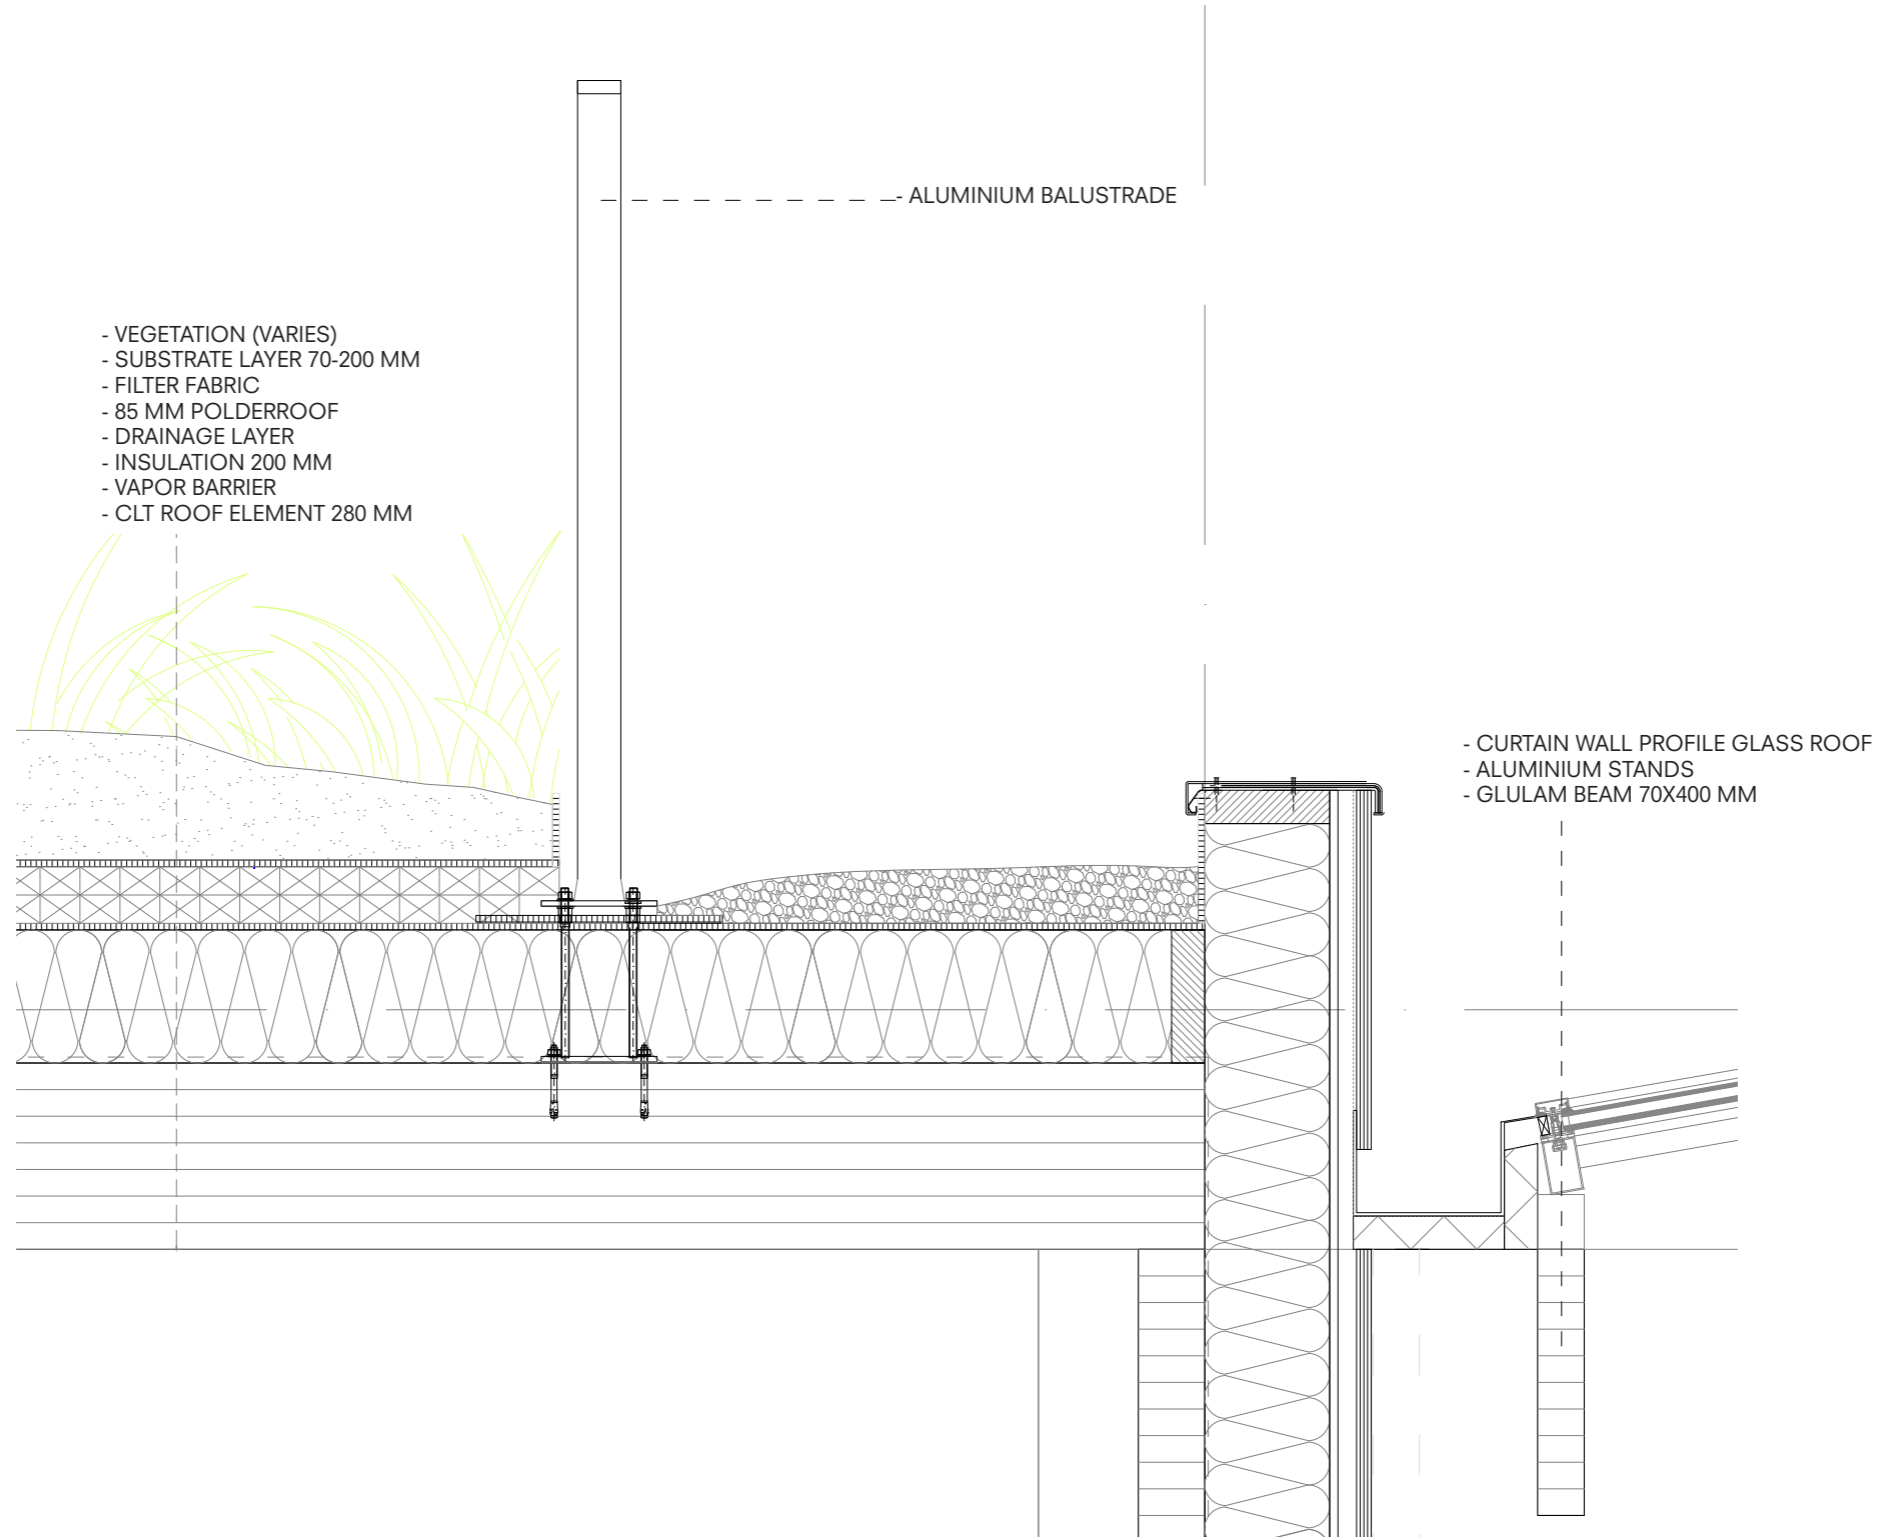 - ALUMINIUM BALUSTRADE
- VEGETATION (VARIES)
- SUBSTRATE LAYER 70-200 MM
- FILTER FABRIC
- 85 MM POLDERROOF
- DRAINAGE LAYER
- INSULATION 200 MM
- VAPOR BARRIER
- CLT ROOF ELEMENT 280 MM
- CURTAIN WALL PROFILE GLASS ROOF
- ALUMINIUM STANDS
- GLULAM BEAM 70X400 MM